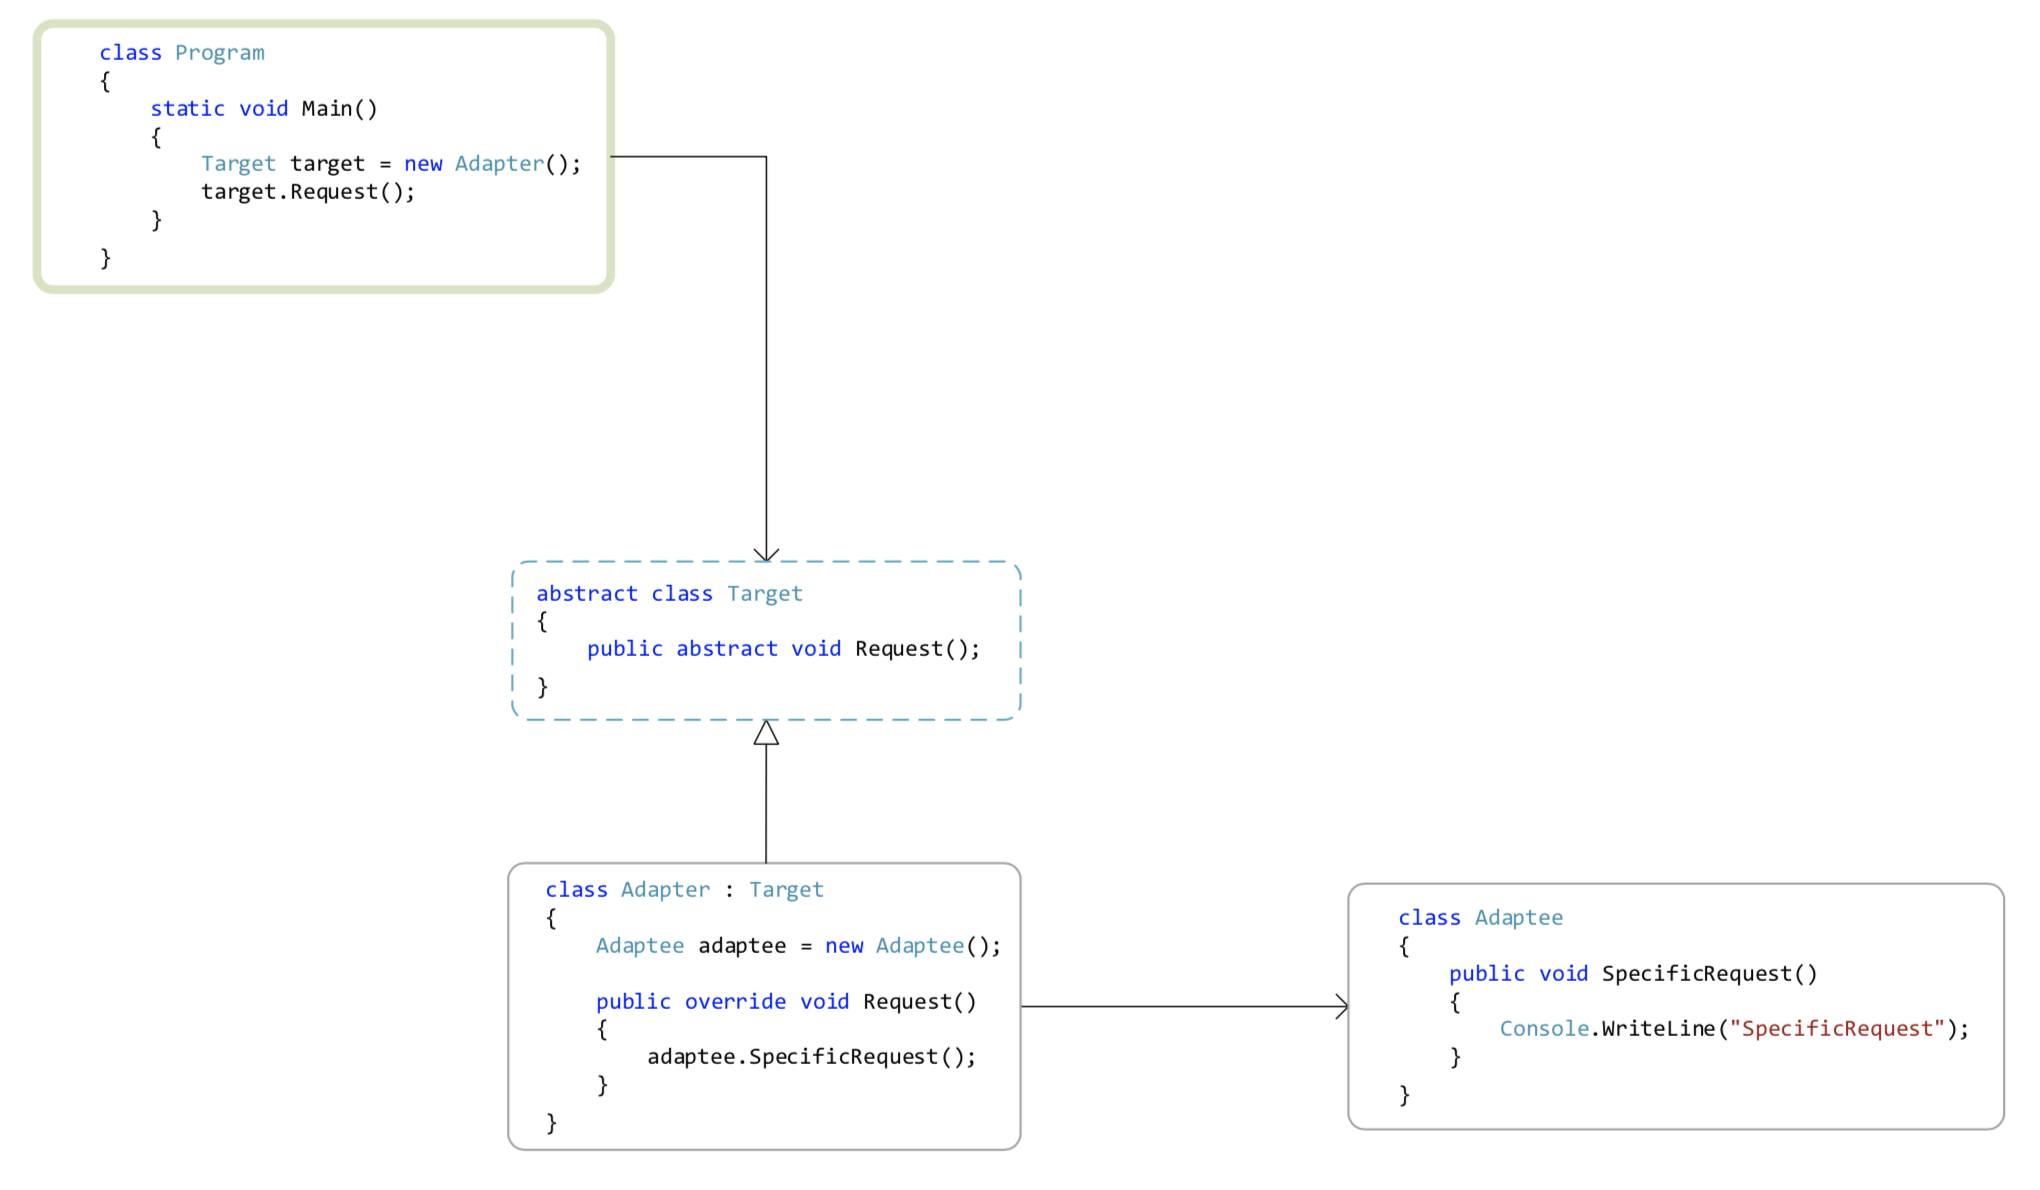 class Program
{
static void Main()
{
Target target = new Adapter();
target.Request();
}
}
abstract class Target
{
public abstract void Request();
}
class Adapter : Target
{
Adaptee adaptee = new Adaptee();
public override void Request()
{
adaptee.SpecificRequest();
}
}
class Adaptee
{
public void SpecificRequest()
{
Console.WriteLine("SpecificRequest");
}
}